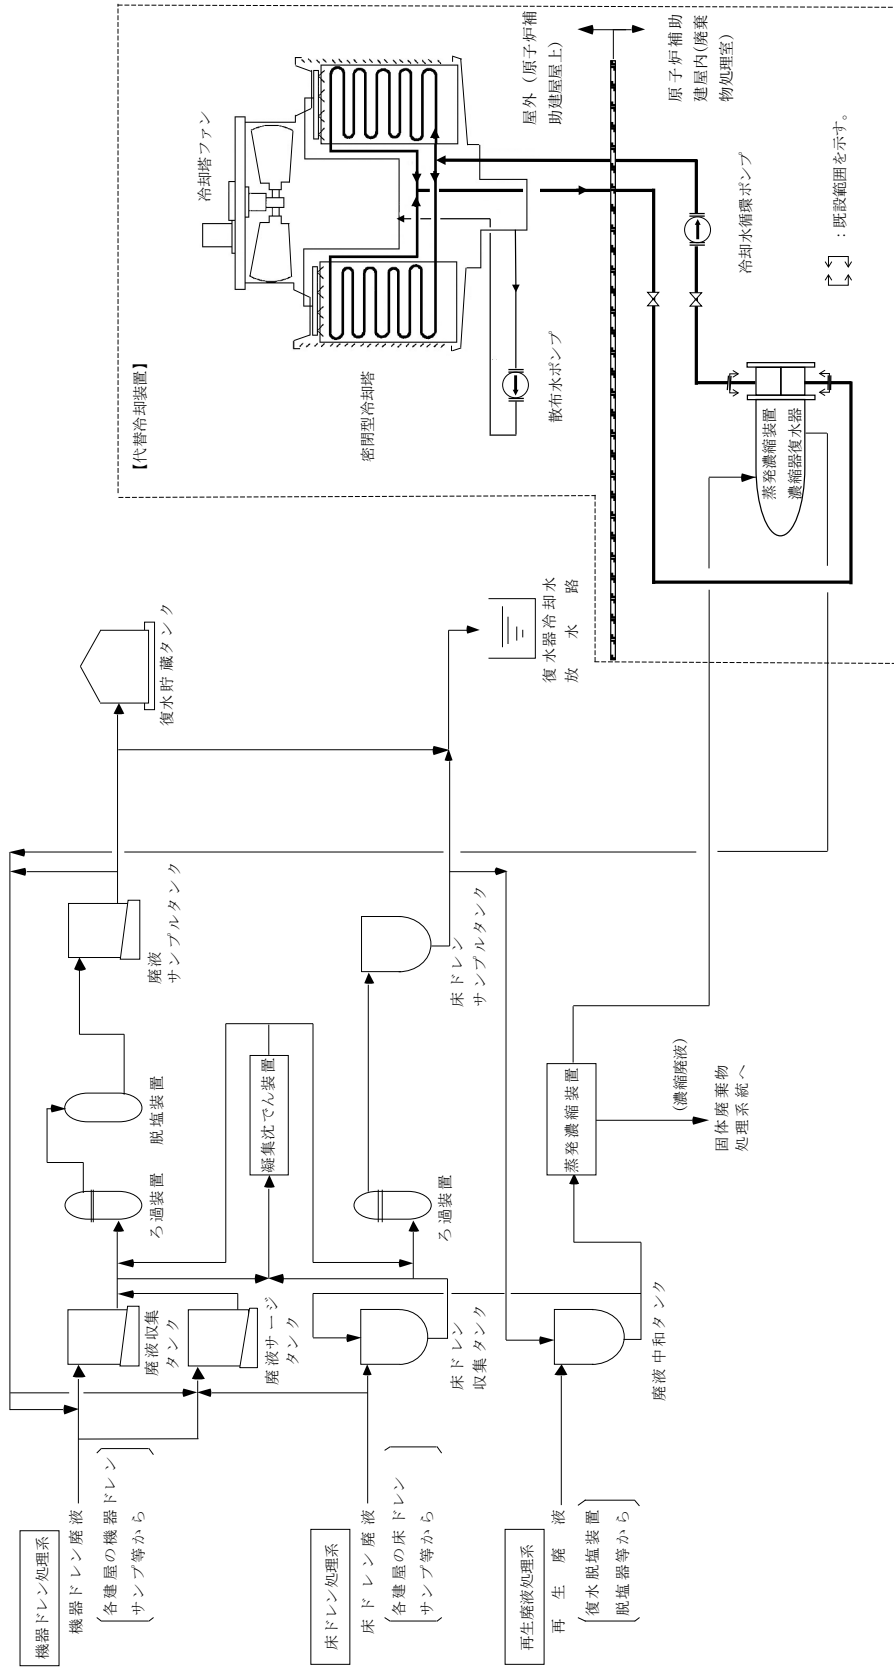 機器ドレン処理系
機器ドレン廃液
各建屋の機器ドレン
サンプ等から
廃液収集
タンク
廃液サージ
タンク
ろ過装置
脱塩装置
廃液
サンプルタンク
復水貯蔵タンク
凝集沈でん装置
床ドレン処理系
床ドレン廃液
各建屋の床ドレン
サンプ等から
床ドレン
収集タンク
ろ過装置
床ドレン
サンプルタンク
復水器冷却水
放水路
再生廃液処理系
再生廃液
復水脱塩装置
脱塩器等から
廃液中和タンク
蒸発濃縮装置
(濃縮廃液)
固体廃棄物
処理系統へ
【代替冷却装置】
冷却塔ファン
密閉型冷却塔
散布水ポンプ
屋外(原子炉補
助建屋屋上)
原子炉補助
建屋内(廃棄
物処理室)
冷却水循環ポンプ
蒸発濃縮装置
濃縮器復水器
:既設範囲を示す。